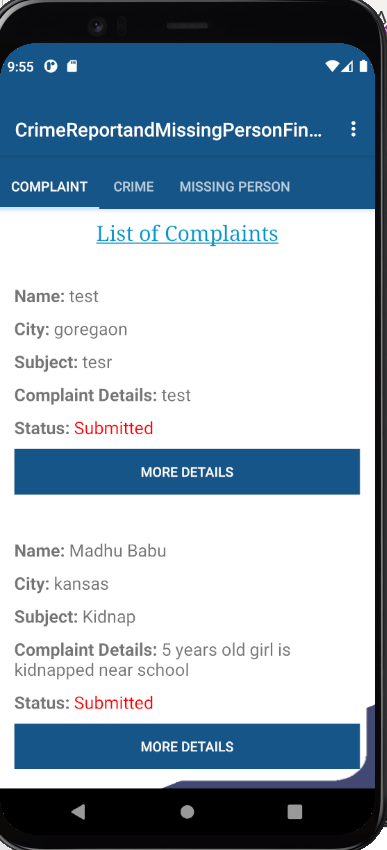 9:55
CrimeReportandMissingPersonFin...
COMPLAINT CRIME MISSING PERSON
List of Complaints
Name: test
City: goregaon
Subject: tesr
Complaint Details: test
Status: Submitted
MORE DETAILS
Name: Madhu Babu
City: kansas
Subject: Kidnap
Complaint Details: 5 years old girl is
kidnapped near school
Status: Submitted
MORE DETAILS